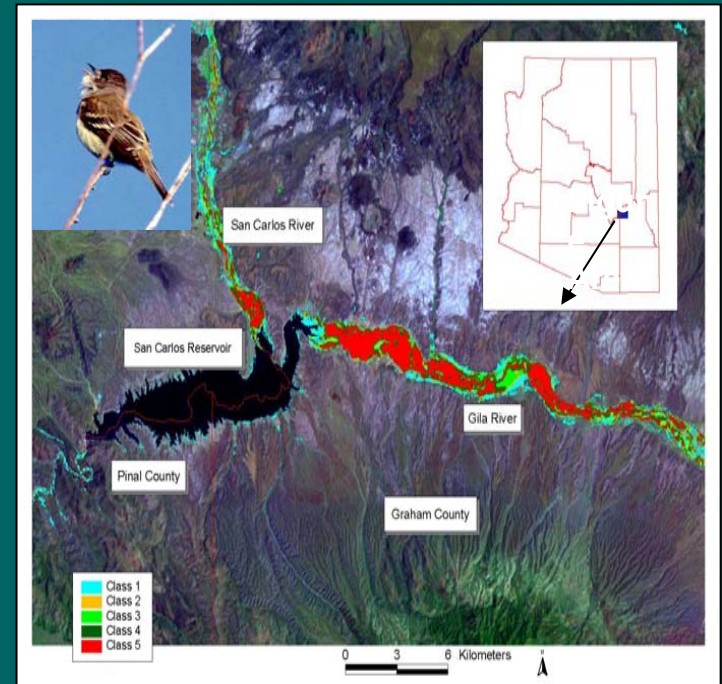 San Carlos River
San Carlos Reservoir
Gila River
Pinal County
Graham County
Class 1
Class 2
Class 3
Class 4
Class 5
0 3 6 Kilometers